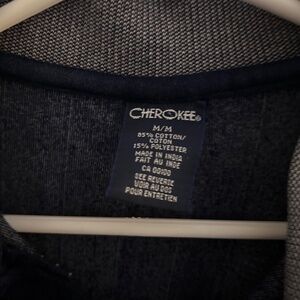 CHEROKEE®
M/M
85% COTTON/
COTON
15% POLYESTER
MADE IN INDIA
FAIT AU INDE
CA 00100
SEE REVERSE
VOIR AU DOS
POUR ENTRETIEN